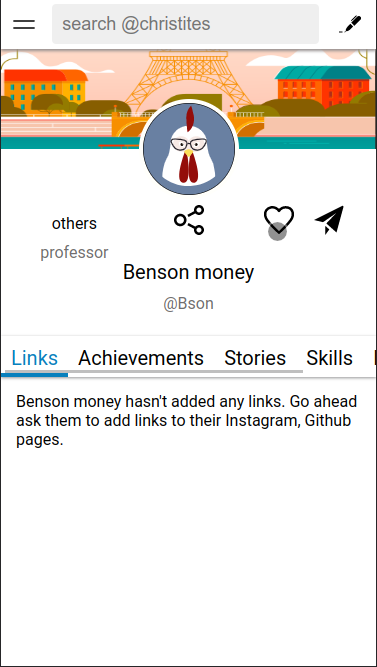 search @christites
others
professor
Benson money
@Bson
Links Achievements Stories Skills
Benson money hasn't added any links. Go ahead
ask them to add links to their Instagram, Github
pages.